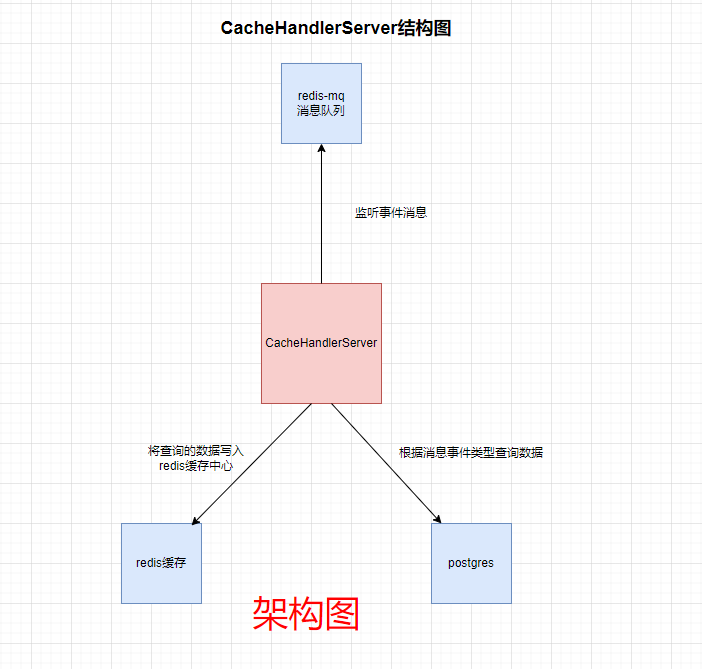 CacheHandlerServer结构图
redis-mq
消息队列
监听事件消息
CacheHandlerServer
将查询的数据写入
redis缓存中心
根据消息事件类型查询数据
redis缓存
postgres
架构图